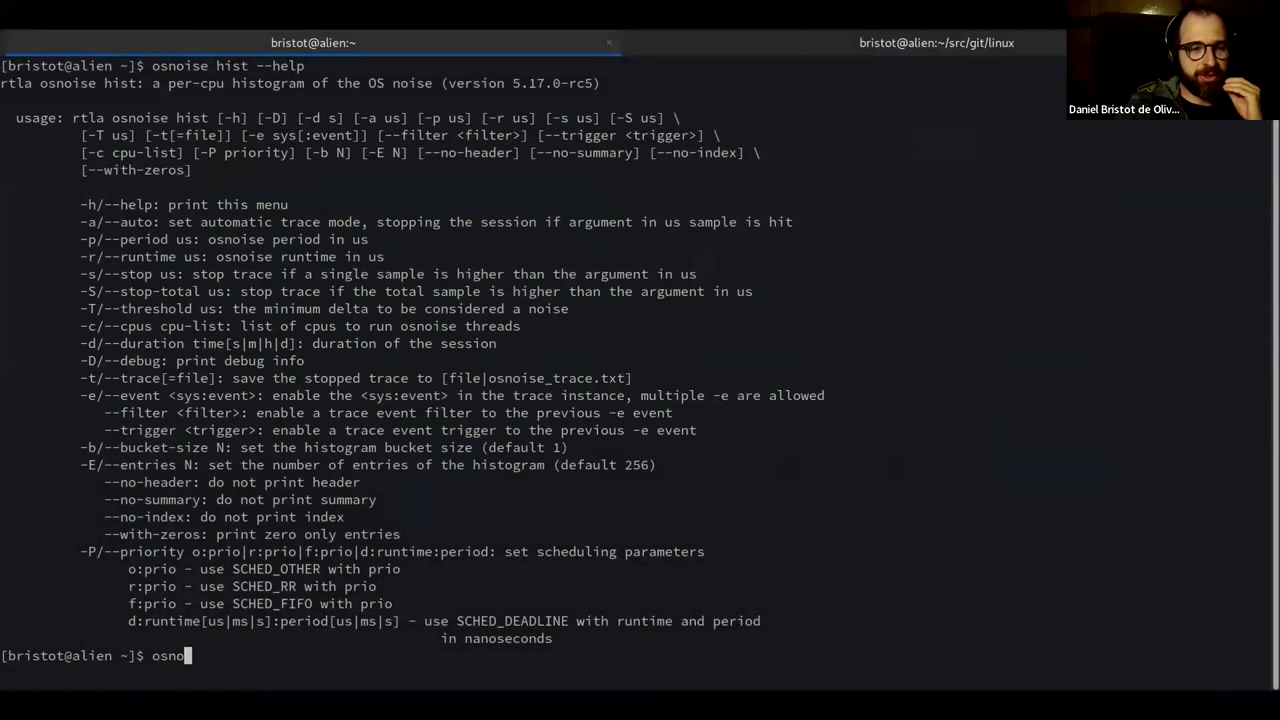 bristot@alien:~ ×
bristot@alien:~/src/git/linux
Daniel Bristot de Oliv...
[bristot@alien ~]$ osnoise hist --help
rtla osnoise hist: a per-cpu histogram of the OS noise (version 5.17.0-rc5)
usage: rtla osnoise hist [-h] [-D] [-d s] [-a us] [-p us] [-r us] [-s us] [-S us] \
[-T us] [-t[=file]] [-e sys[:event]] [--filter <filter>] [--trigger <trigger>] \
[-c cpu-list] [-P priority] [-b N] [-E N] [--no-header] [--no-summary] [--no-index] \
[--with-zeros]
-h/--help: print this menu
-a/--auto: set automatic trace mode, stopping the session if argument in us sample is hit
-p/--period us: osnoise period in us
-r/--runtime us: osnoise runtime in us
-s/--stop us: stop trace if a single sample is higher than the argument in us
-S/--stop-total us: stop trace if the total sample is higher than the argument in us
-T/--threshold us: the minimum delta to be considered a noise
-c/--cpus cpu-list: list of cpus to run osnoise threads
-d/--duration time[s|m|h|d]: duration of the session
-D/--debug: print debug info
-t/--trace[=file]: save the stopped trace to [file|osnoise_trace.txt]
-e/--event <sys:event>: enable the <sys:event> in the trace instance, multiple -e are allowed
--filter <filter>: enable a trace event filter to the previous -e event
--trigger <trigger>: enable a trace event trigger to the previous -e event
-b/--bucket-size N: set the histogram bucket size (default 1)
-E/--entries N: set the number of entries of the histogram (default 256)
--no-header: do not print header
--no-summary: do not print summary
--no-index: do not print index
--with-zeros: print zero only entries
-P/--priority o:prio|r:prio|f:prio|d:runtime:period: set scheduling parameters
o:prio - use SCHED_OTHER with prio
r:prio - use SCHED_RR with prio
f:prio - use SCHED_FIFO with prio
d:runtime[us|ms|s]:period[us|ms|s] - use SCHED_DEADLINE with runtime and period
in nanoseconds
[bristot@alien ~]$ osno